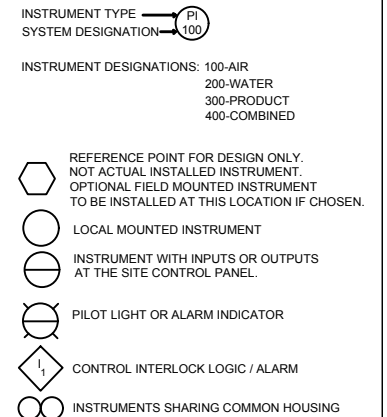 INSTRUMENT TYPE
PI
SYSTEM DESIGNATION
100
INSTRUMENT DESIGNATIONS: 100-AIR
200-WATER
300-PRODUCT
400-COMBINED
REFERENCE POINT FOR DESIGN ONLY.
NOT ACTUAL INSTALLED INSTRUMENT.
OPTIONAL FIELD MOUNTED INSTRUMENT
TO BE INSTALLED AT THIS LOCATION IF CHOSEN.
LOCAL MOUNTED INSTRUMENT
INSTRUMENT WITH INPUTS OR OUTPUTS
AT THE SITE CONTROL PANEL.
PILOT LIGHT OR ALARM INDICATOR
I
1
CONTROL INTERLOCK LOGIC / ALARM
INSTRUMENTS SHARING COMMON HOUSING